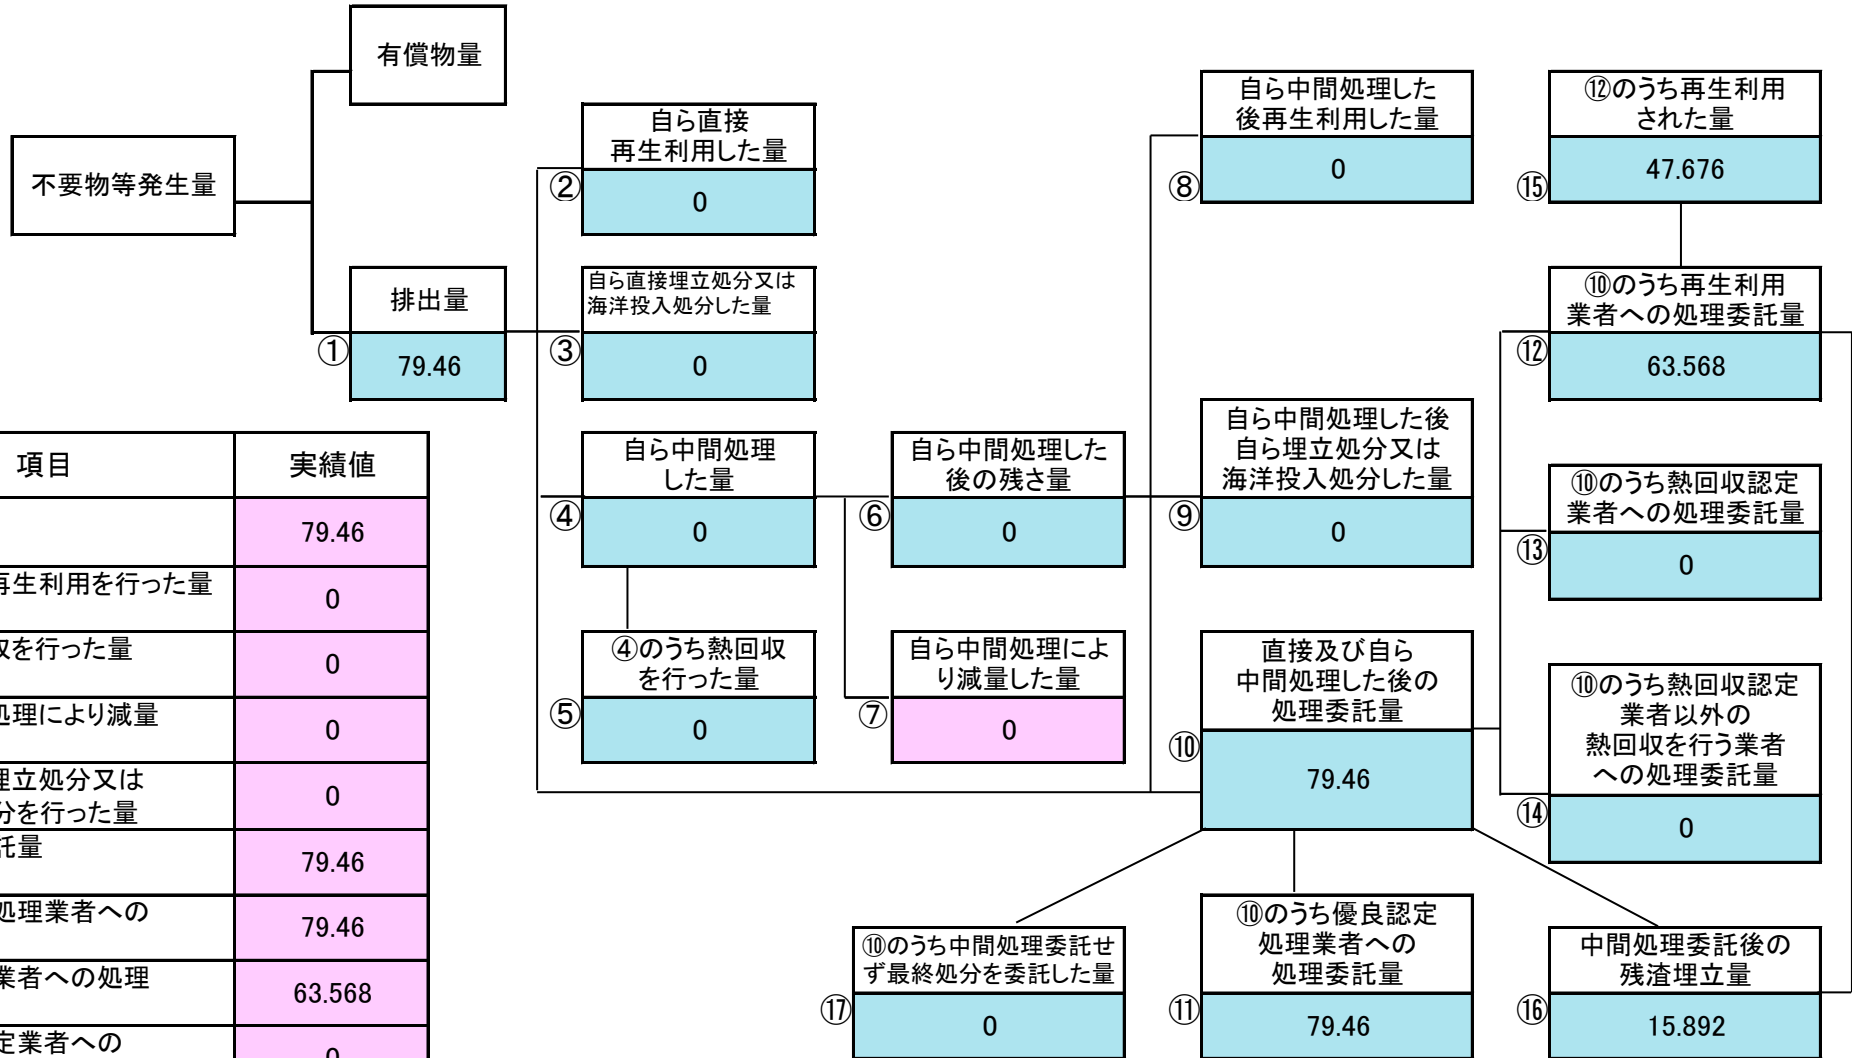 有償物量
不要物等発生量
排出量
①
79.46
自ら直接
再生利用した量
②
0
自ら直接埋立処分又は
海洋投入処分した量
③
0
自ら中間処理
した量
④
0
④のうち熱回収
を行った量
⑤
0
自ら中間処理した
後の残さ量
⑥
0
自ら中間処理によ
り減量した量
⑦
0
自ら中間処理した
後再生利用した量
⑧
0
自ら中間処理した後
自ら埋立処分又は
海洋投入処分した量
⑨
0
直接及び自ら
中間処理した後の
処理委託量
⑩
79.46
⑩のうち優良認定
処理業者への
処理委託量
⑪
79.46
⑩のうち中間処理委託せ
ず最終処分を委託した量
⑰
0
⑫のうち再生利用
された量
⑮
47.676
⑩のうち再生利用
業者への処理委託量
⑫
63.568
⑩のうち熱回収認定
業者への処理委託量
⑬
0
⑩のうち熱回収認定
業者以外の
熱回収を行う業者
への処理委託量
⑭
0
中間処理委託後の
残渣埋立量
⑯
15.892
項目 実績値
79.46
再生利用を行った量 0
収を行った量 0
処理により減量 0
埋立処分又は
分を行った量 0
託量 79.46
処理業者への 79.46
業者への処理 63.568
定業者への 0